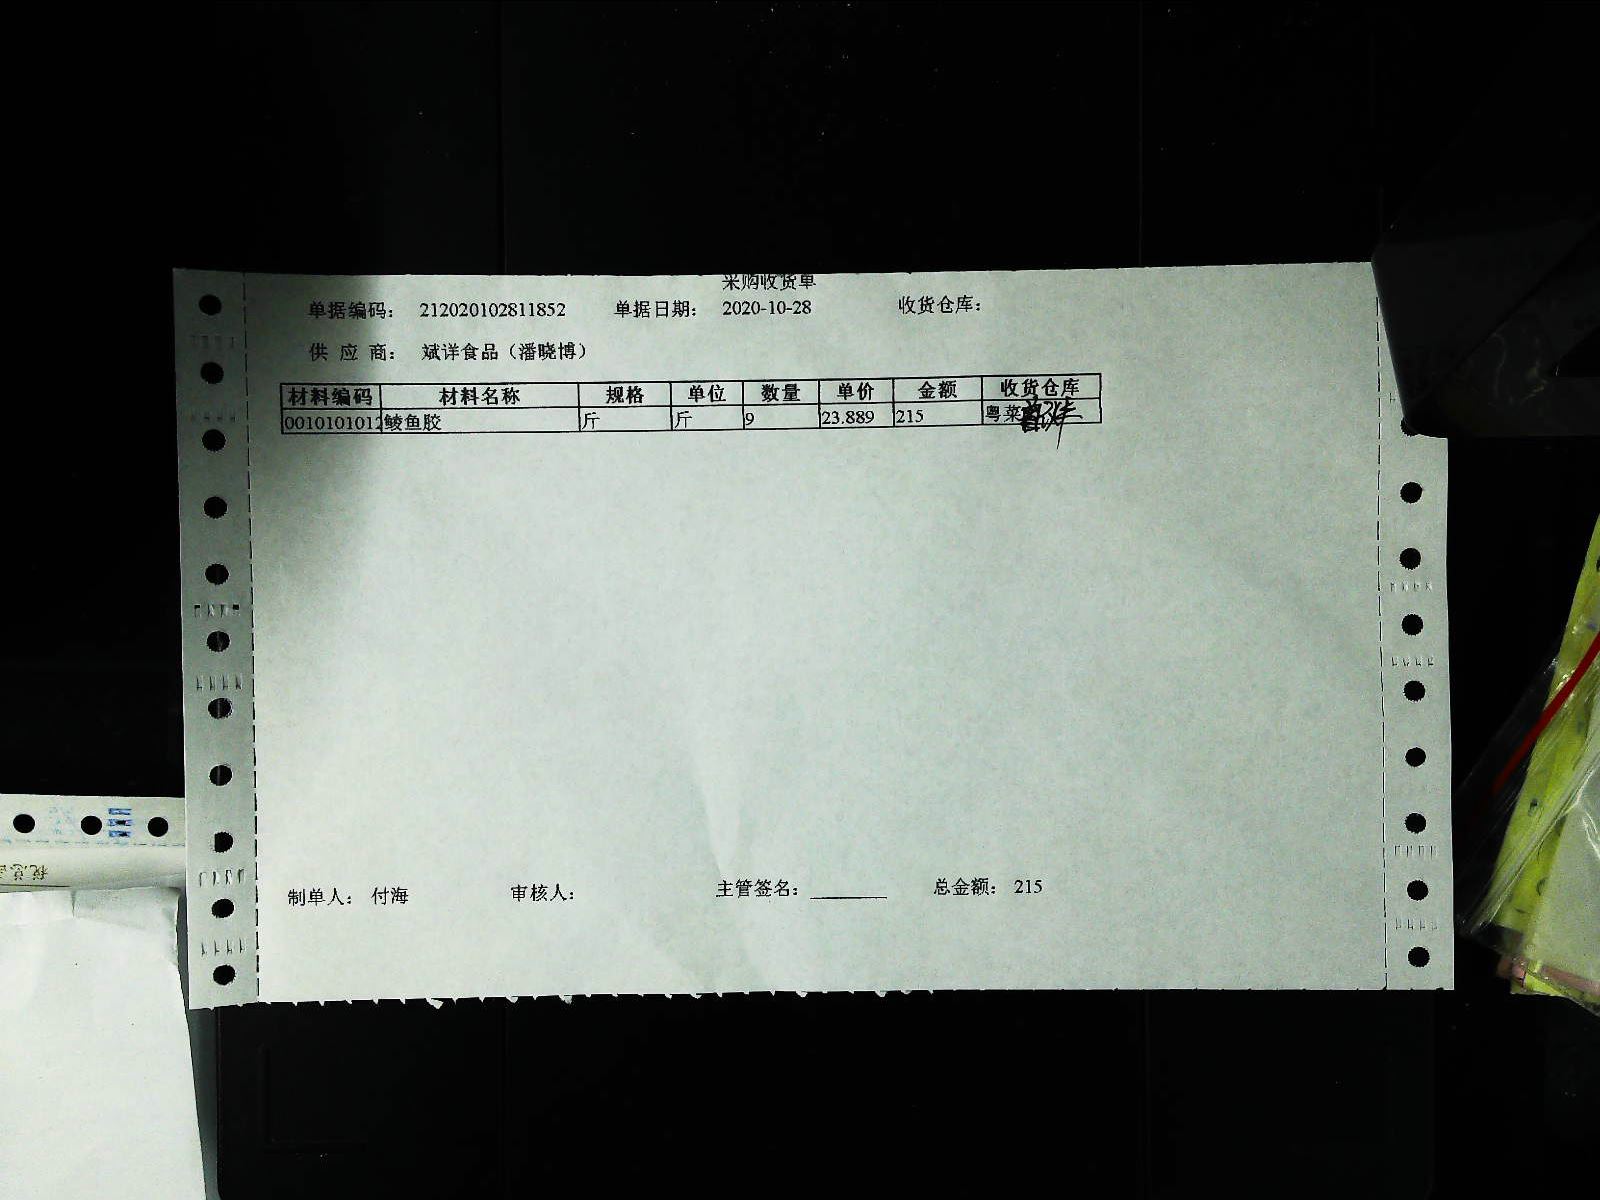 采购收货单
单据编码： 212020102811852 单据日期： 2020-10-28 收货仓库：
供 应 商： 斌详食品（潘晓博）
材料编码 材料名称 规格 单位 数量 单价 金额 收货仓库
0010101012 鲮鱼胶 斤 斤 9 23.889 215 粤菜
制单人： 付海 审核人： 主管签名： 总金额： 215